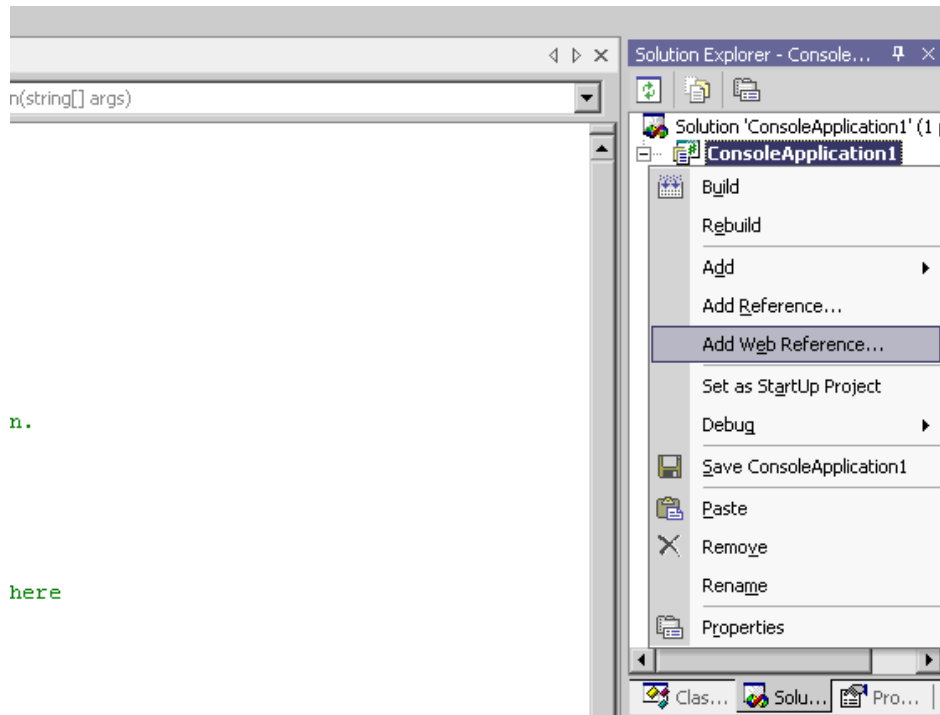 Solution Explorer - Console...
n(string[] args)
Solution 'ConsoleApplication1' (1
ConsoleApplication1
Build
Rebuild
Add
Add Reference...
Add Web Reference...
Set as StartUp Project
n.
Debug
Save ConsoleApplication1
Paste
Remove
Rename
here
Properties
Clas... Solu... Pro...